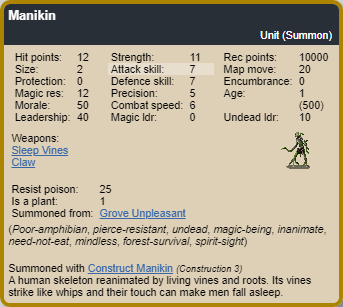 Manikin
Unit (Summon)
Hit points: 12 Strength: 11 Rec points: 10000
Size: 2 Attack skill: 7 Map move: 20
Protection: 0 Defence skill: 7 Encumbrance: 0
Magic res: 12 Precision: 5 Age: 1
Morale: 50 Combat speed: 6 (500)
Leadership: 40 Magic ldr: 0 Undead ldr: 10
Weapons:
Sleep Vines
Claw
Resist poison: 25
Is a plant: 1
Summoned from: Grove Unpleasant
(Poor-amphibian, pierce-resistant, undead, magic-being, inanimate,
need-not-eat, mindless, forest-survival, spirit-sight)
Summoned with Construct Manikin (Construction 3)
A human skeleton reanimated by living vines and roots. Its vines
strike like whips and their touch can make men fall asleep.